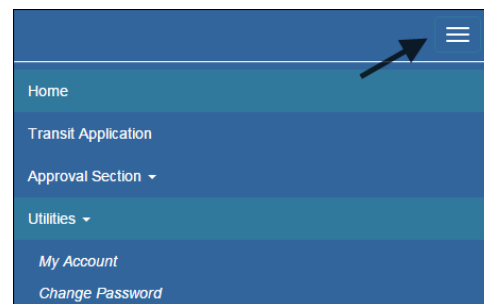 Home
Transit Application
Approval Section
Utilities
My Account
Change Password